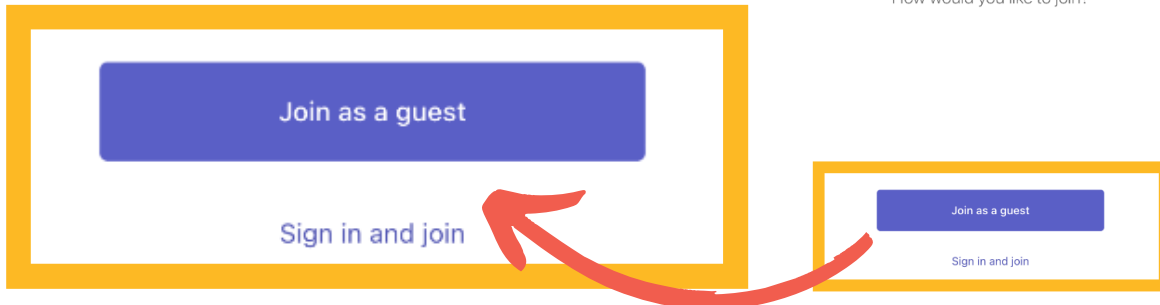 How would you like to join?
Join as a guest
Sign in and join
Join as a guest
Sign in and join